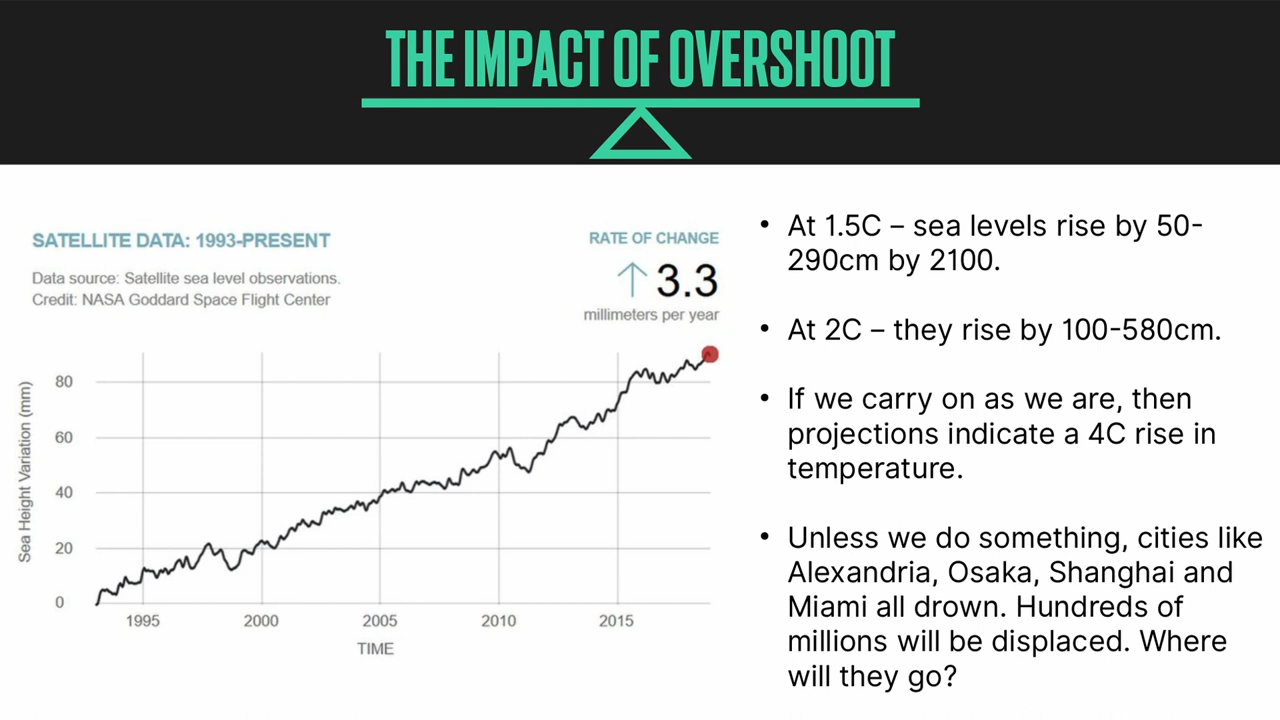 THE IMPACT OF OVERSHOOT
SATELLITE DATA: 1993-PRESENT
Data source: Satellite sea level observations.
Credit: NASA Goddard Space Flight Center
RATE OF CHANGE
↑ 3.3
millimeters per year
Sea Height Variation (mm)
80
60
40
20
0
1995 2000 2005 2010 2015
TIME
• At 1.5C – sea levels rise by 50-
290cm by 2100.
• At 2C – they rise by 100-580cm.
• If we carry on as we are, then
projections indicate a 4C rise in
temperature.
• Unless we do something, cities like
Alexandria, Osaka, Shanghai and
Miami all drown. Hundreds of
millions will be displaced. Where
will they go?